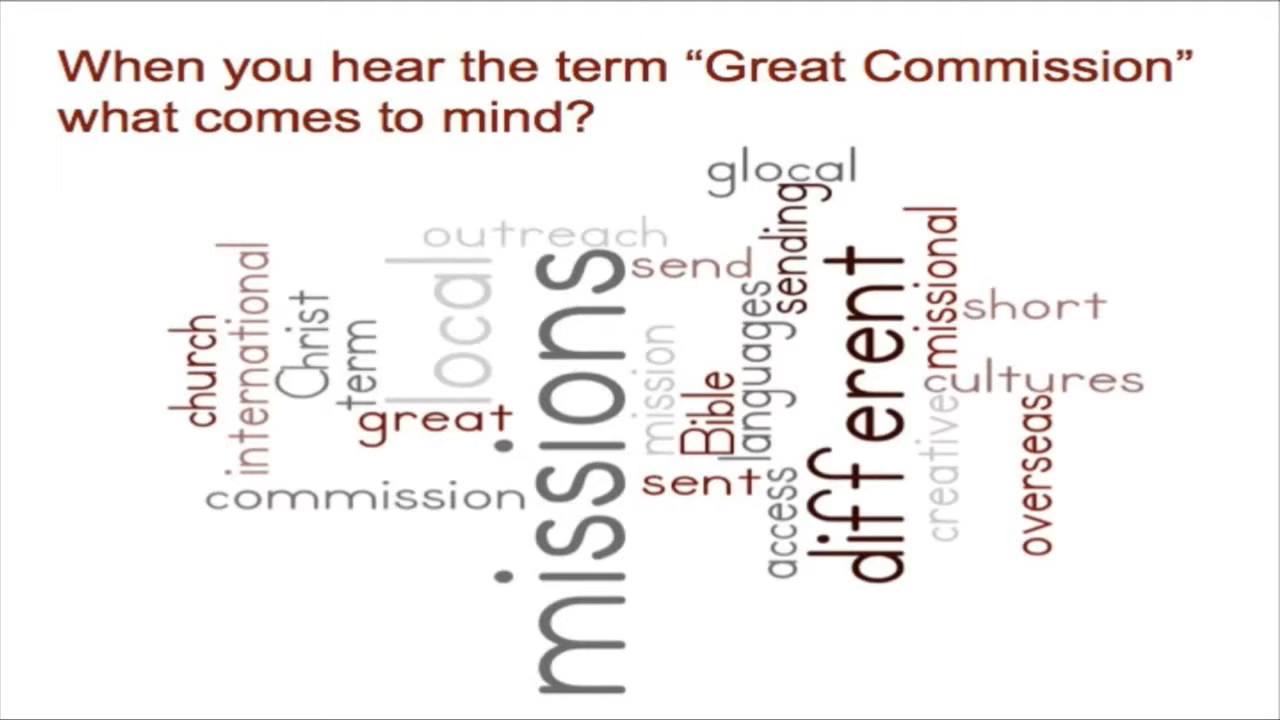 When you hear the term “Great Commission”
what comes to mind?
glocal
outreach
send
sending
missional
church
international
Christ
term
local
great
commission
missions
mission
Bible
languages
sent
access
different
short
cultures
creative
overseas